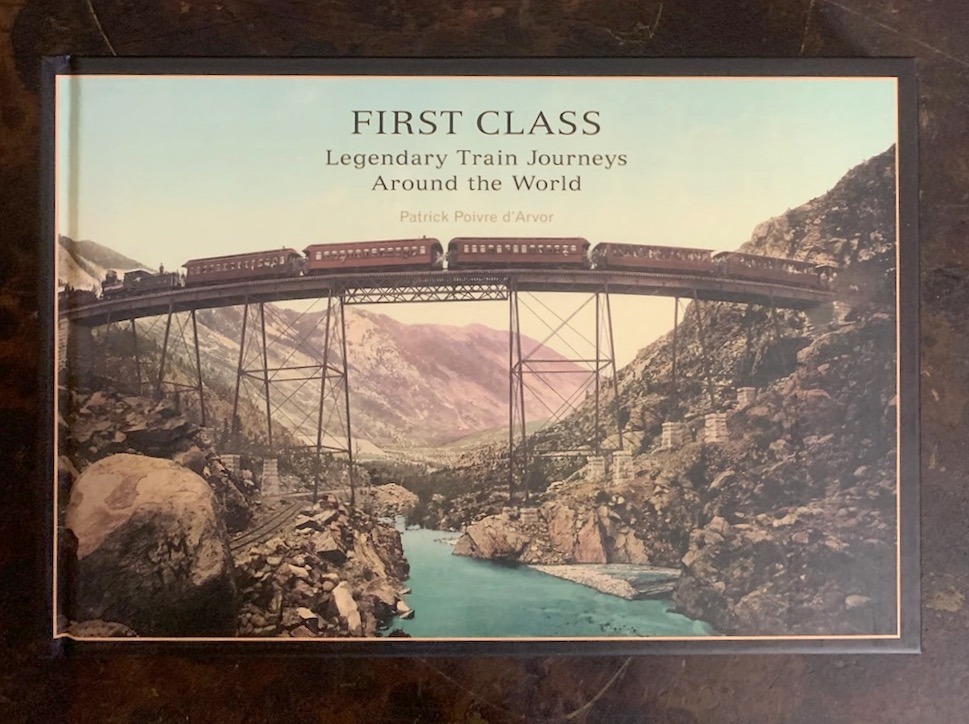 FIRST CLASS
Legendary Train Journeys
Around the World
Patrick Poivre d'Arvor